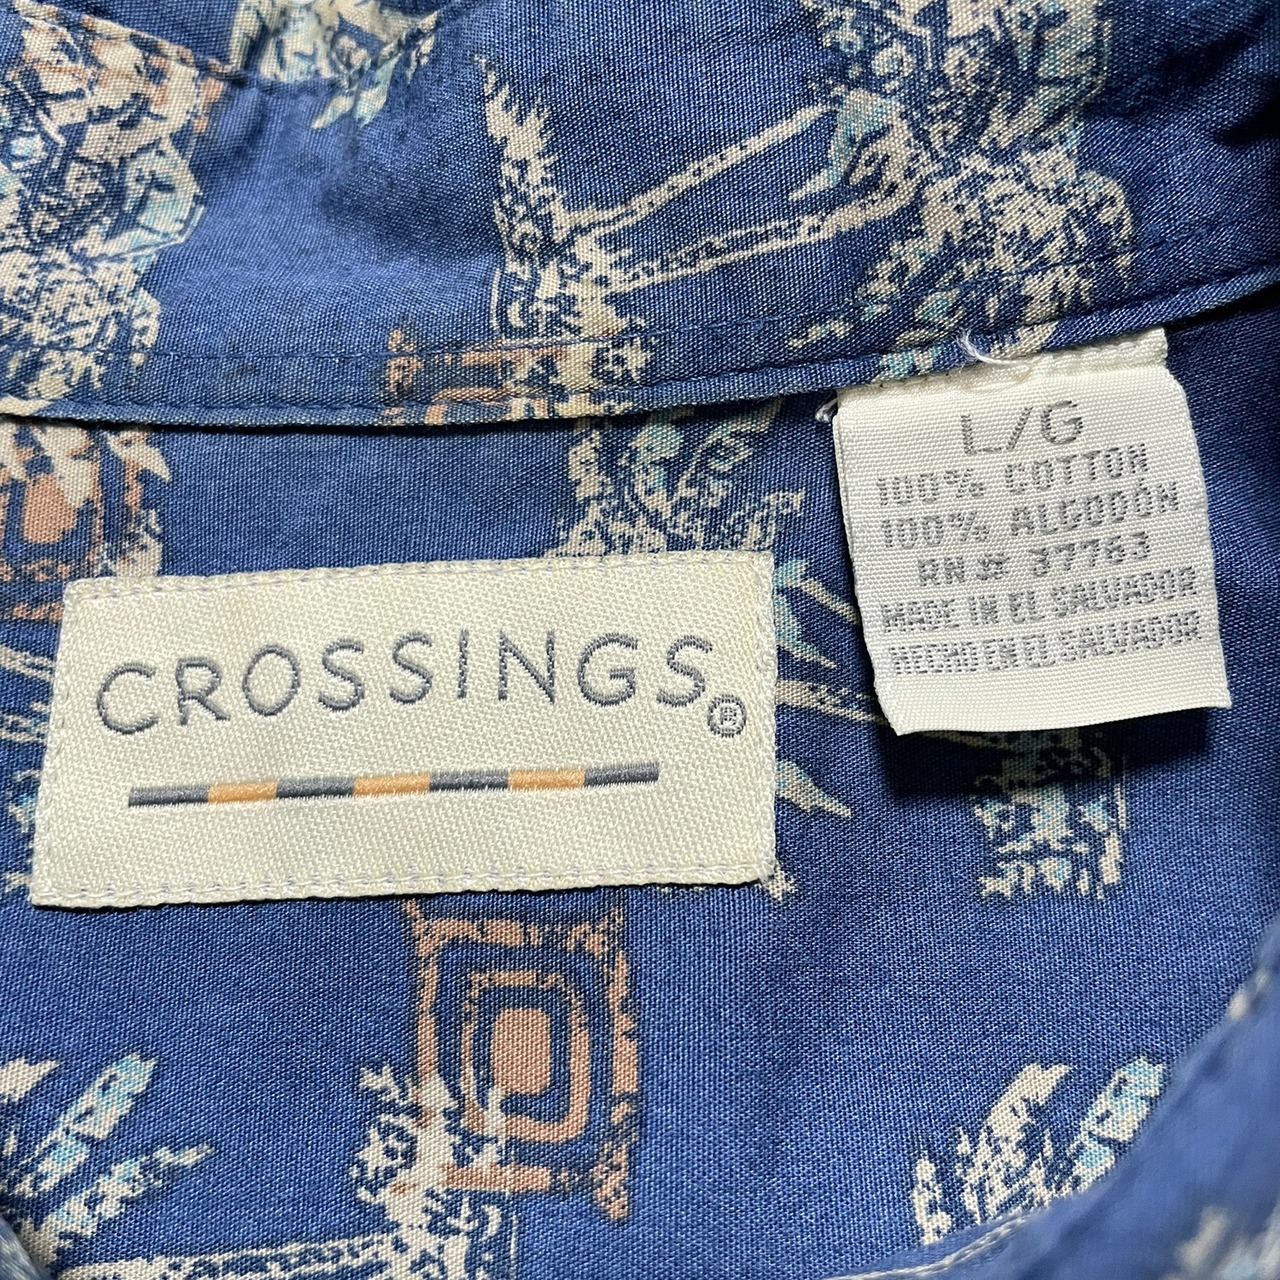 CROSSINGS®
L/G
100% COTTON
100% ALGODÓN
RN# 37763
MADE IN EL SALVADOR
HECHO EN EL SALVADOR